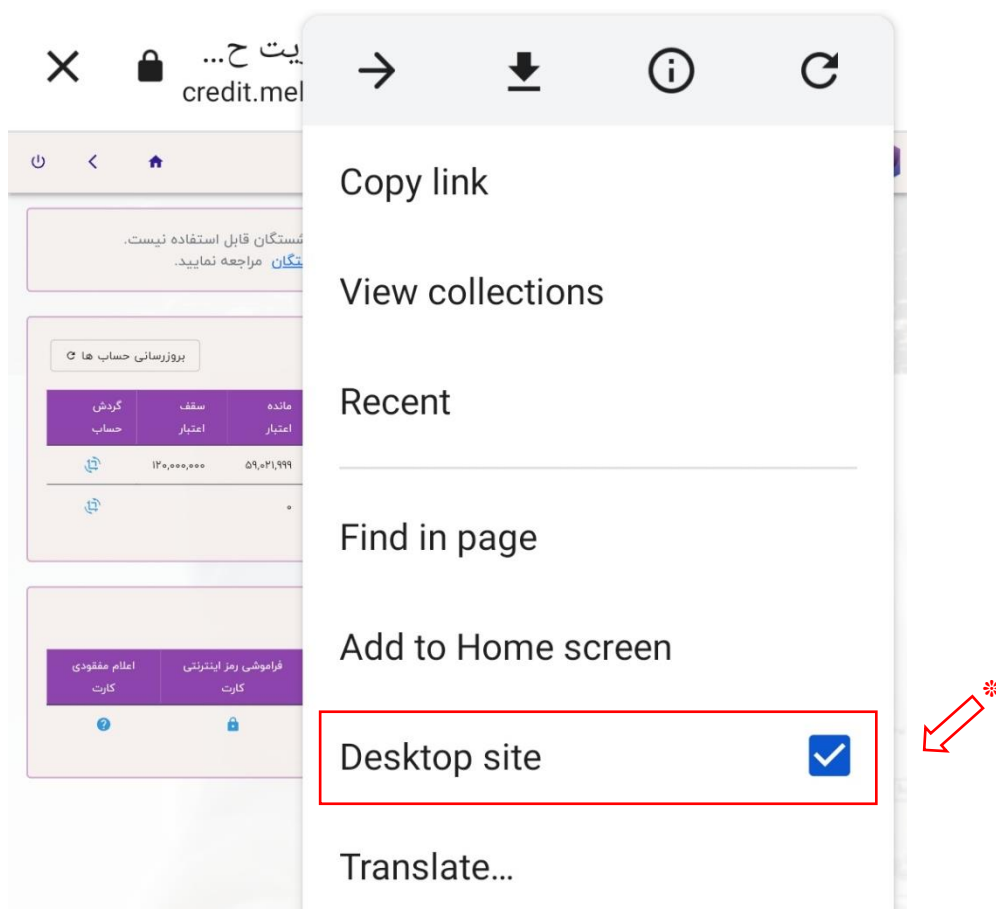 یت ح...
credit.mel
Copy link
View collections
Recent
Find in page
Add to Home screen
Desktop site
Translate...
قابل استفاده نیست.
مراجعه نمایید.
بروزرسانی حساب ها
مانده اعتبار سقف اعتبار گردش حساب
۵۹,۰۲۱,۹۹۹ ۱۲۰,۰۰۰,۰۰۰
۰
فراموشی رمز اینترنتی کارت اعلام مفقودی کارت